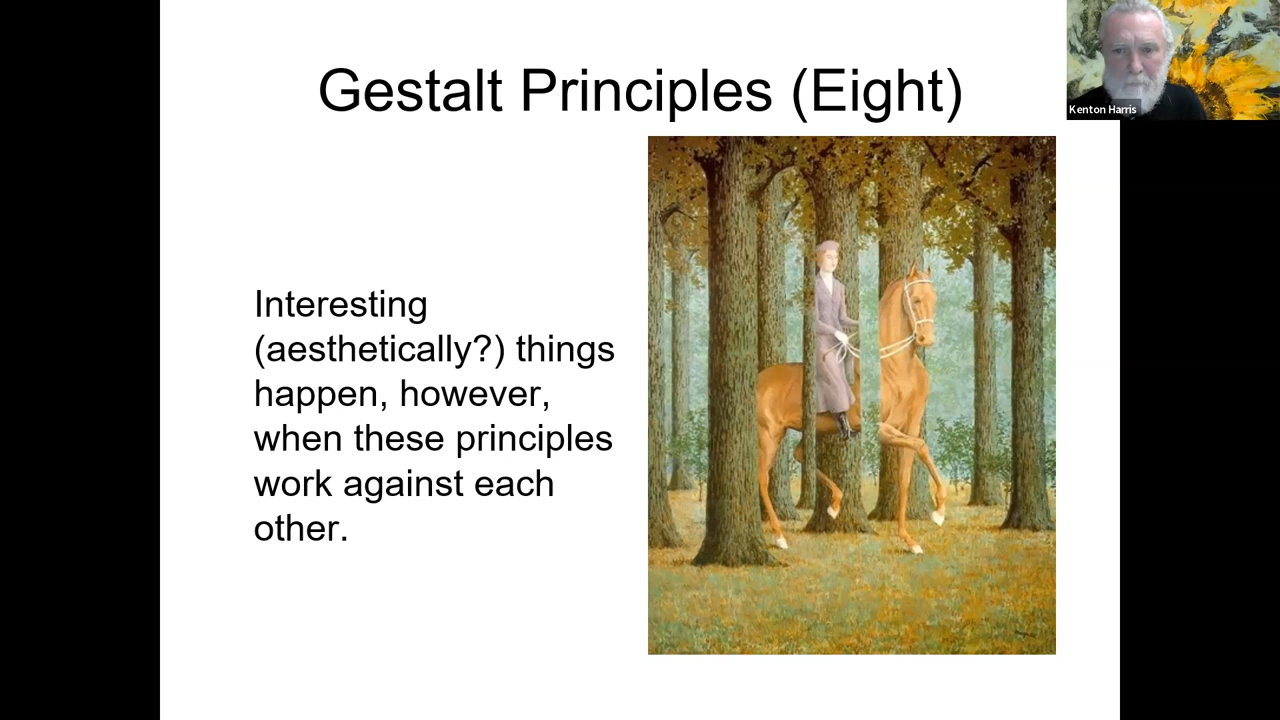 Gestalt Principles (Eight)
Kenton Harris
Interesting
(aesthetically?) things
happen, however,
when these principles
work against each
other.